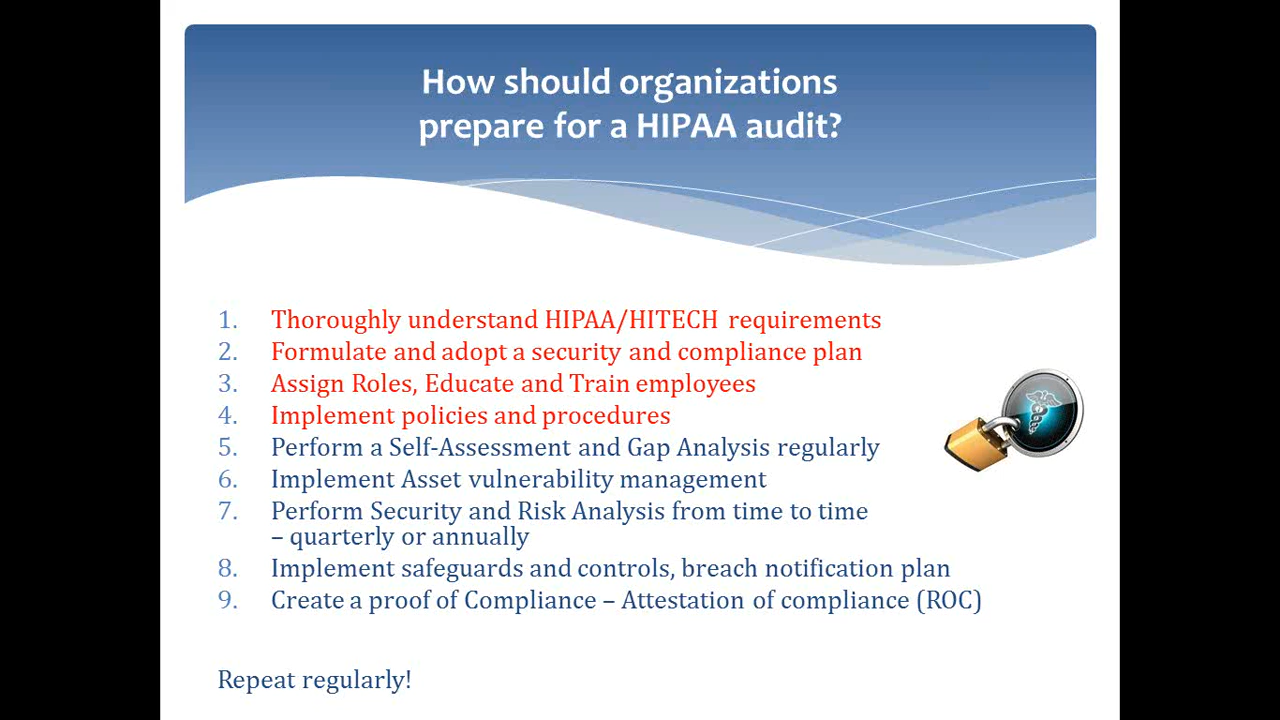 How should organizations
prepare for a HIPAA audit?
1. Thoroughly understand HIPAA/HITECH requirements
2. Formulate and adopt a security and compliance plan
3. Assign Roles, Educate and Train employees
4. Implement policies and procedures
5. Perform a Self-Assessment and Gap Analysis regularly
6. Implement Asset vulnerability management
7. Perform Security and Risk Analysis from time to time
– quarterly or annually
8. Implement safeguards and controls, breach notification plan
9. Create a proof of Compliance – Attestation of compliance (ROC)
Repeat regularly!